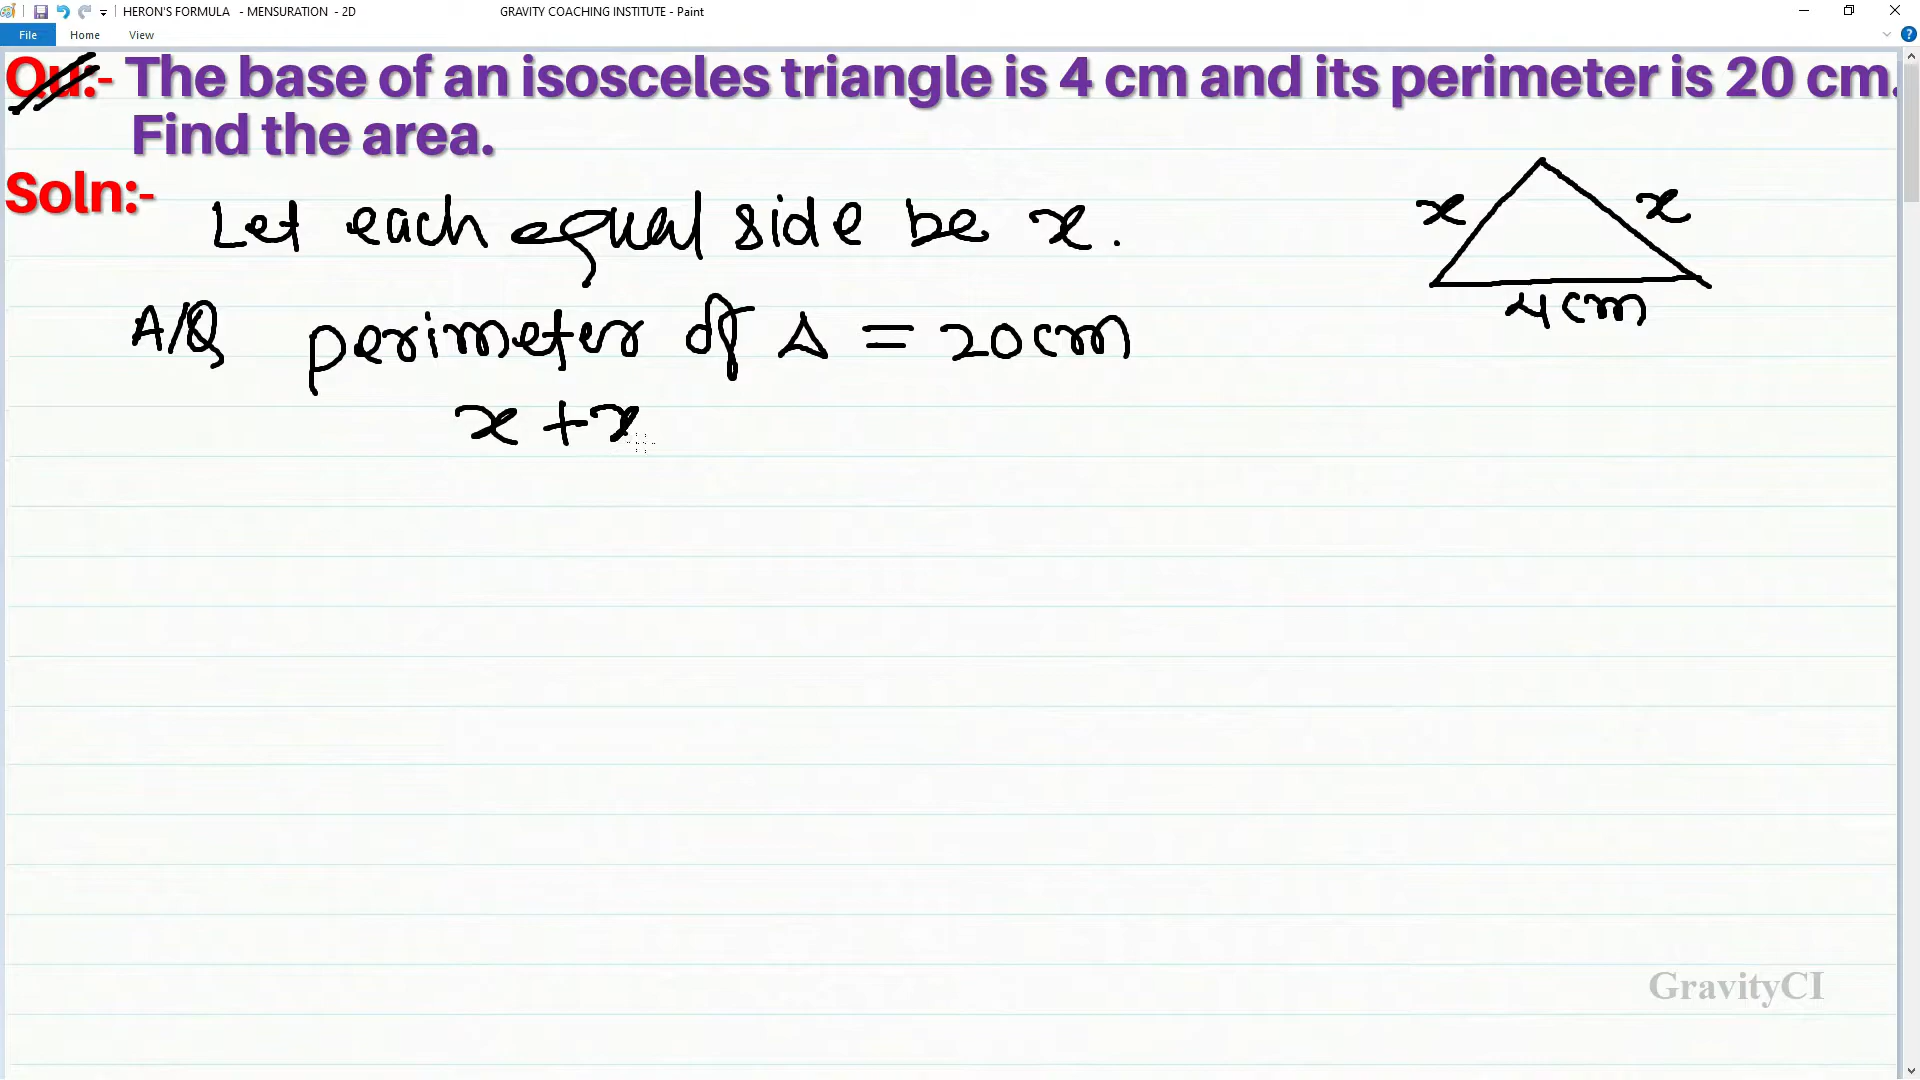 HERON'S FORMULA - MENSURATION - 2D GRAVITY COACHING INSTITUTE - Paint
File Home View
Qu:- The base of an isosceles triangle is 4 cm and its perimeter is 20 cm.
Find the area.
Soln:- Let each equal side be x.
x x
4cm
A/Q perimeter of Δ = 20cm
x + x
GravityCI